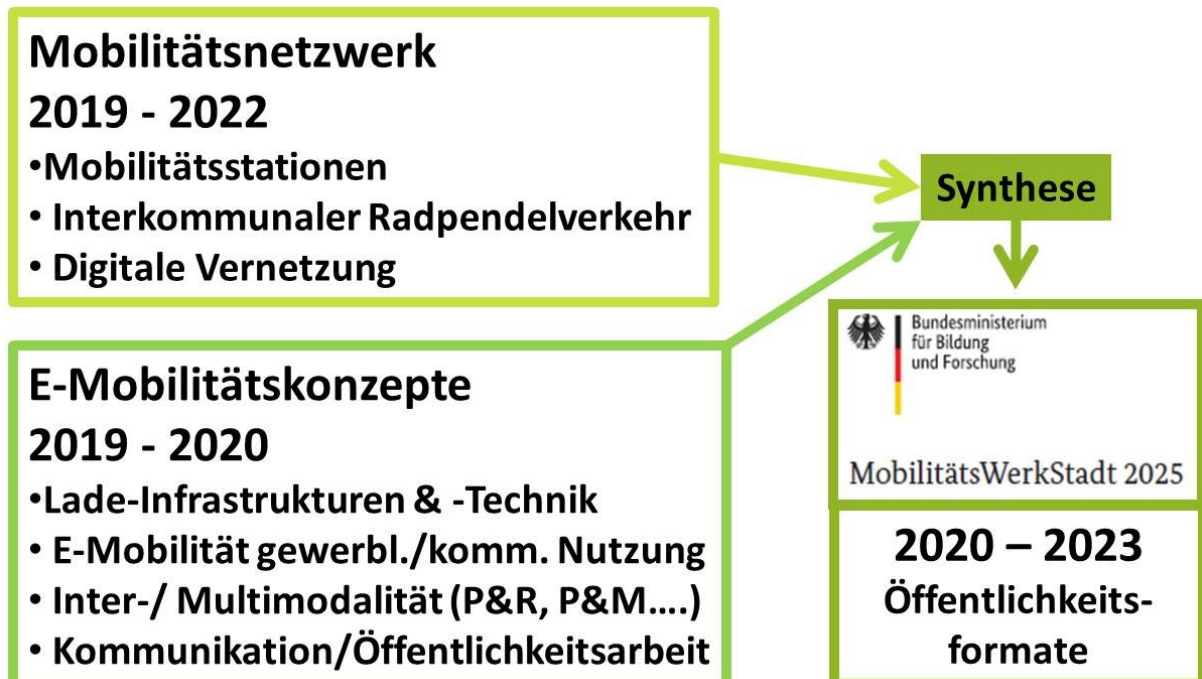 Mobilitätsnetzwerk
2019 - 2022
•Mobilitätsstationen
• Interkommunaler Radpendelverkehr
• Digitale Vernetzung
E-Mobilitätskonzepte
2019 - 2020
•Lade-Infrastrukturen & -Technik
• E-Mobilität gewerbl./komm. Nutzung
• Inter-/ Multimodalität (P&R, P&M....)
• Kommunikation/Öffentlichkeitsarbeit
Synthese
Bundesministerium
für Bildung
und Forschung
MobilitätsWerkStadt 2025
2020 – 2023
Öffentlichkeits-
formate